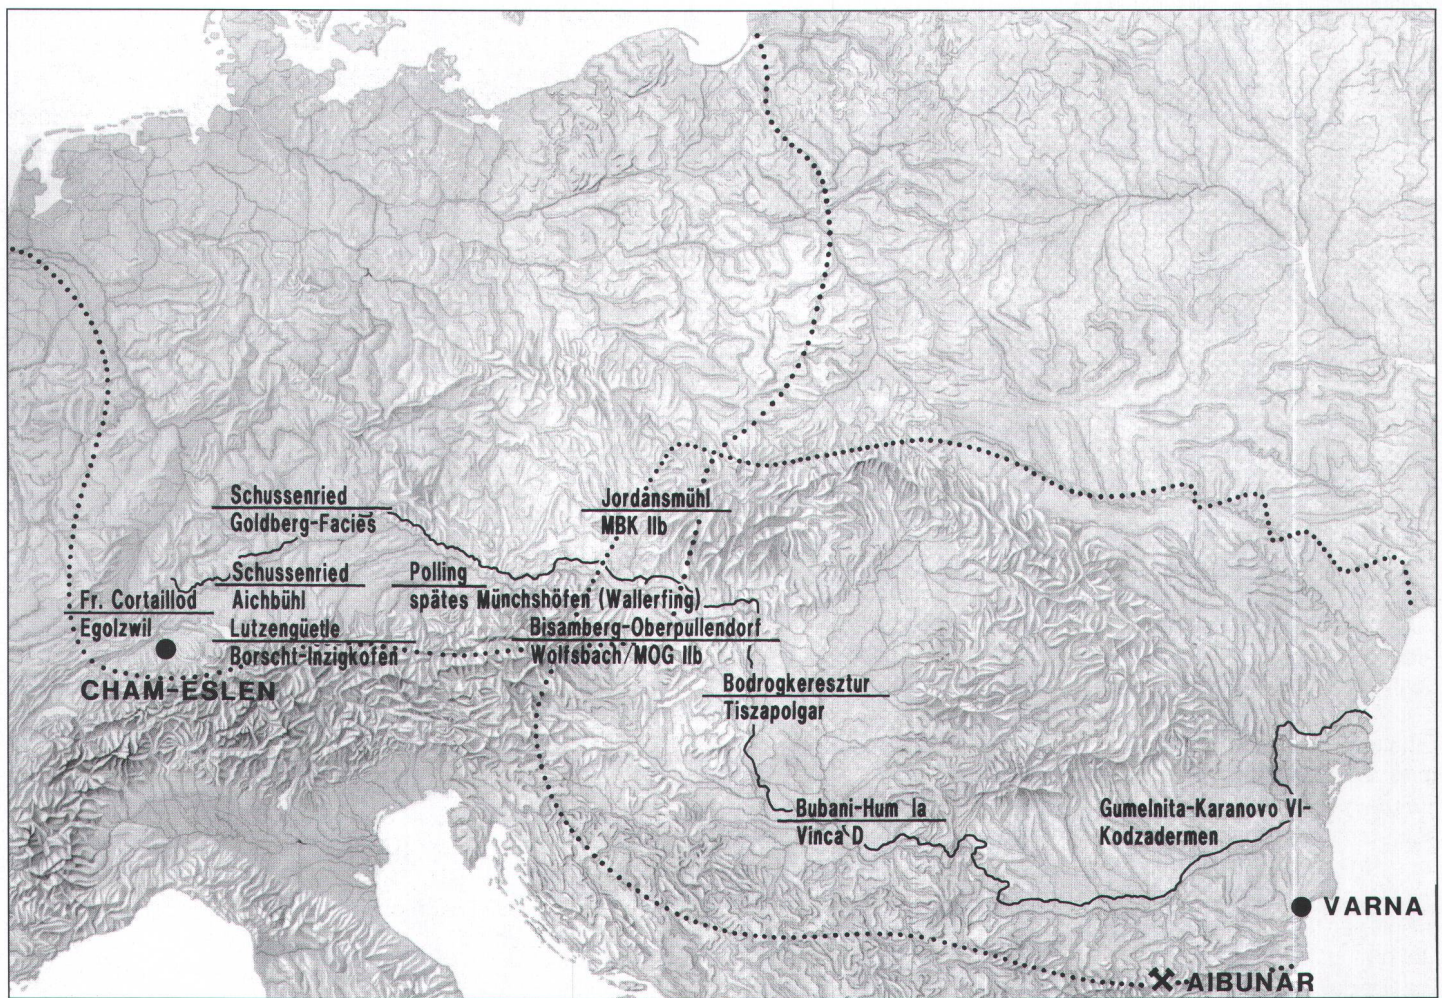 Schussenried
Goldberg-Facies
Jordansmühl
MBK IIb
Schussenried
Aichbühl
Polling
spätes Münchshöfen (Wallerfing)
Fr. Cortaillod
Egolzwil
Lutzengüetle
Borscht-Inzigkofen
Bisamberg-Oberpullendorf
Wolfsbach/MOG IIb
CHAM-ESLEN
Bodrogkeresztur
Tiszapolgar
Bubani-Hum Ia
Vinca D
Gumelnita-Karanovo VI-
Kodzadermen
VARNA
AIBUNAR